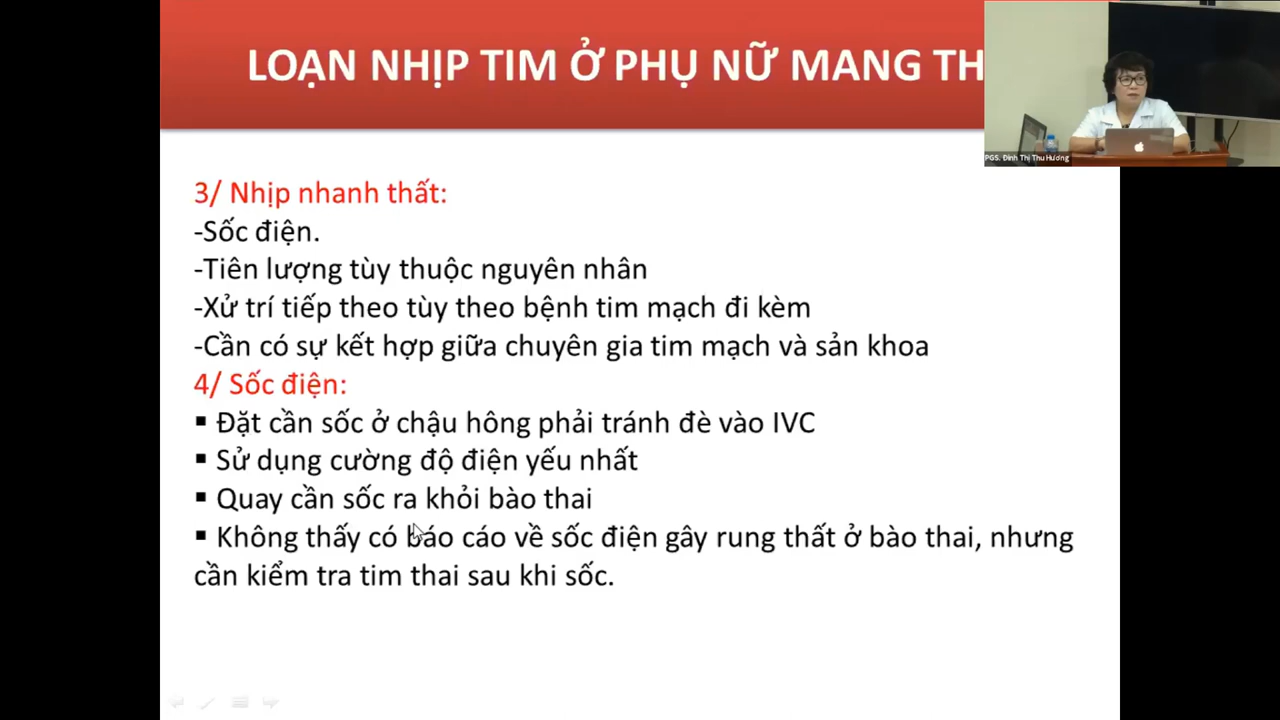 LOẠN NHỊP TIM Ở PHỤ NỮ MANG TH
PGS. Đinh Thị Thu Hương
3/ Nhịp nhanh thất:
-Sốc điện.
-Tiên lượng tùy thuộc nguyên nhân
-Xử trí tiếp theo tùy theo bệnh tim mạch đi kèm
-Cần có sự kết hợp giữa chuyên gia tim mạch và sản khoa
4/ Sốc điện:
▪ Đặt cần sốc ở chậu hông phải tránh đè vào IVC
▪ Sử dụng cường độ điện yếu nhất
▪ Quay cần sốc ra khỏi bào thai
▪ Không thấy có báo cáo về sốc điện gây rung thất ở bào thai, nhưng
cần kiểm tra tim thai sau khi sốc.